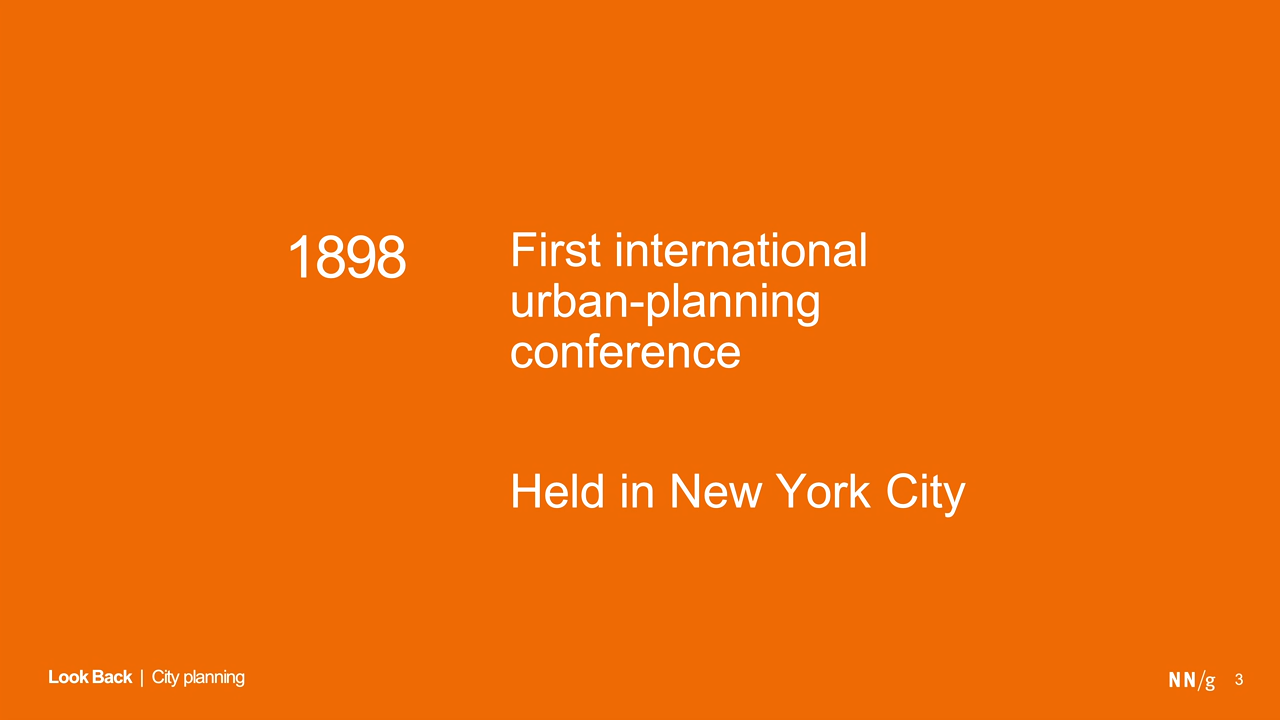 1898
First international
urban-planning
conference
Held in New York City
Look Back | City planning
NN/g 3